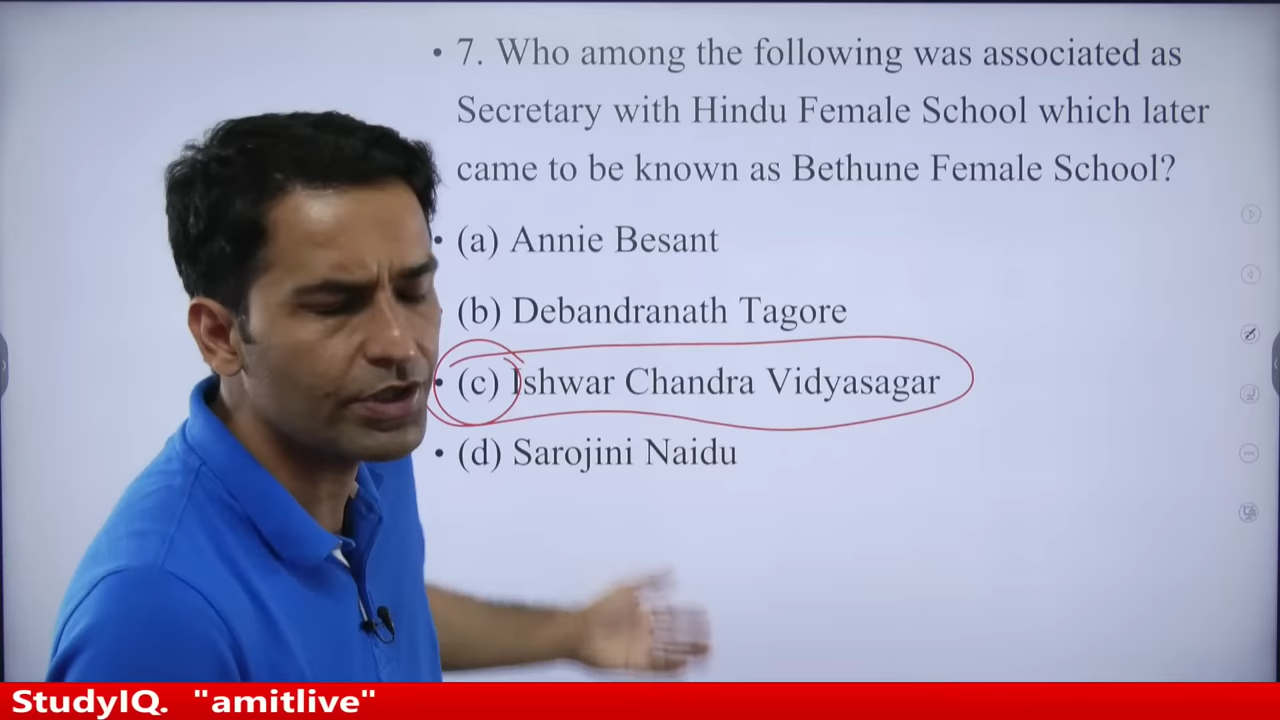 • 7. Who among the following was associated as
Secretary with Hindu Female School which later
came to be known as Bethune Female School?
• (a) Annie Besant
(b) Debandranath Tagore
• (c) Ishwar Chandra Vidyasagar
• (d) Sarojini Naidu
StudyIQ. "amitlive"